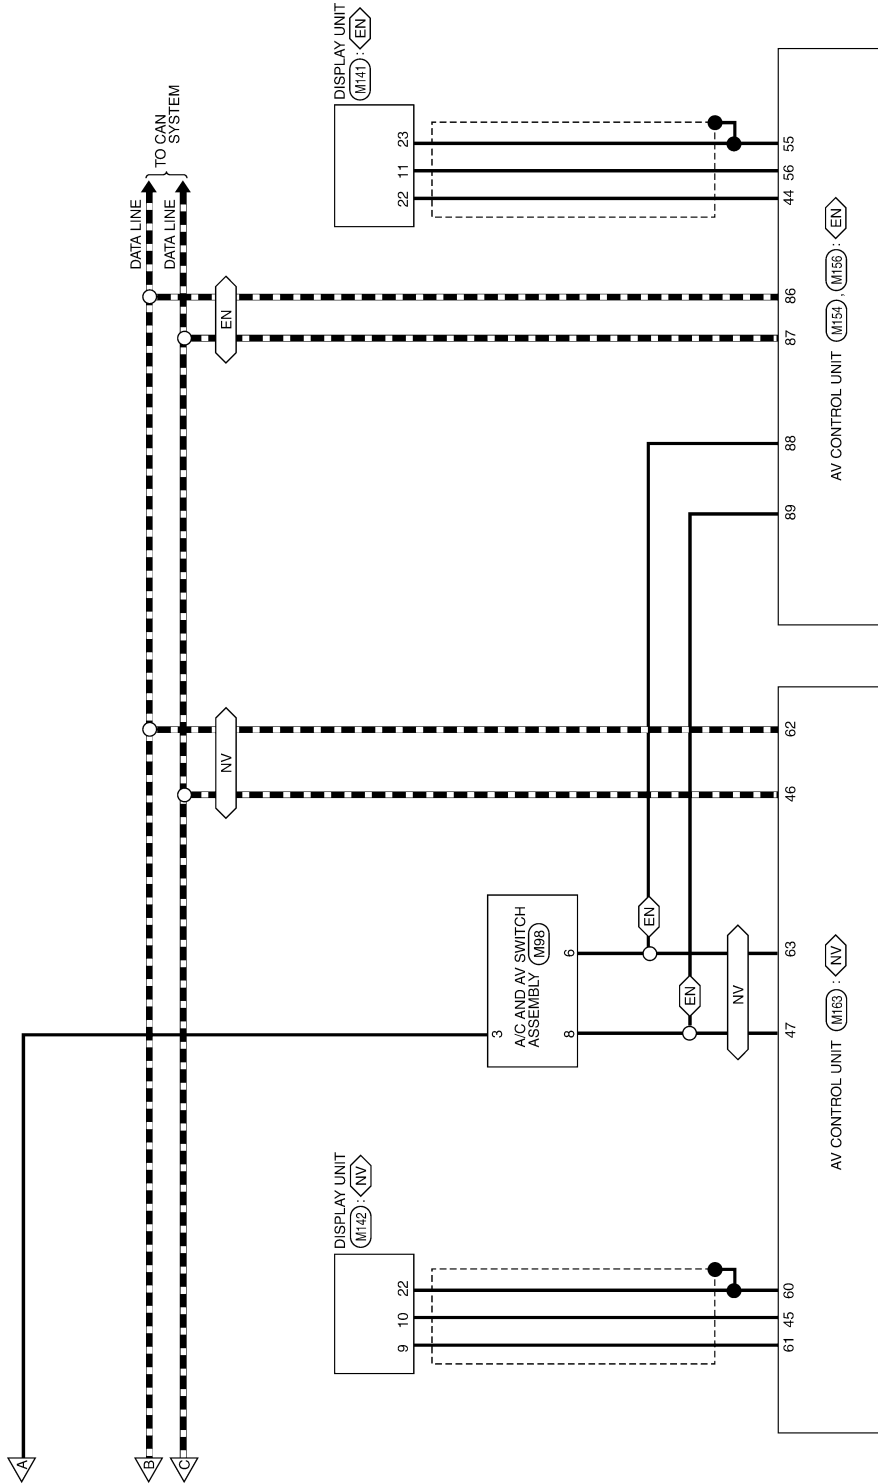 A
B
C
DATA LINE
DATA LINE
TO CAN
SYSTEM
EN
NV
DISPLAY UNIT
M142 : NV
9
10
22
61
45
60
3
A/C AND AV SWITCH
ASSEMBLY M98
8
6
EN
EN
NV
47
63
46
62
AV CONTROL UNIT M163 : NV
DISPLAY UNIT
M141 : EN
22
11
23
89
88
87
86
44
56
55
AV CONTROL UNIT M154 , M156 : EN